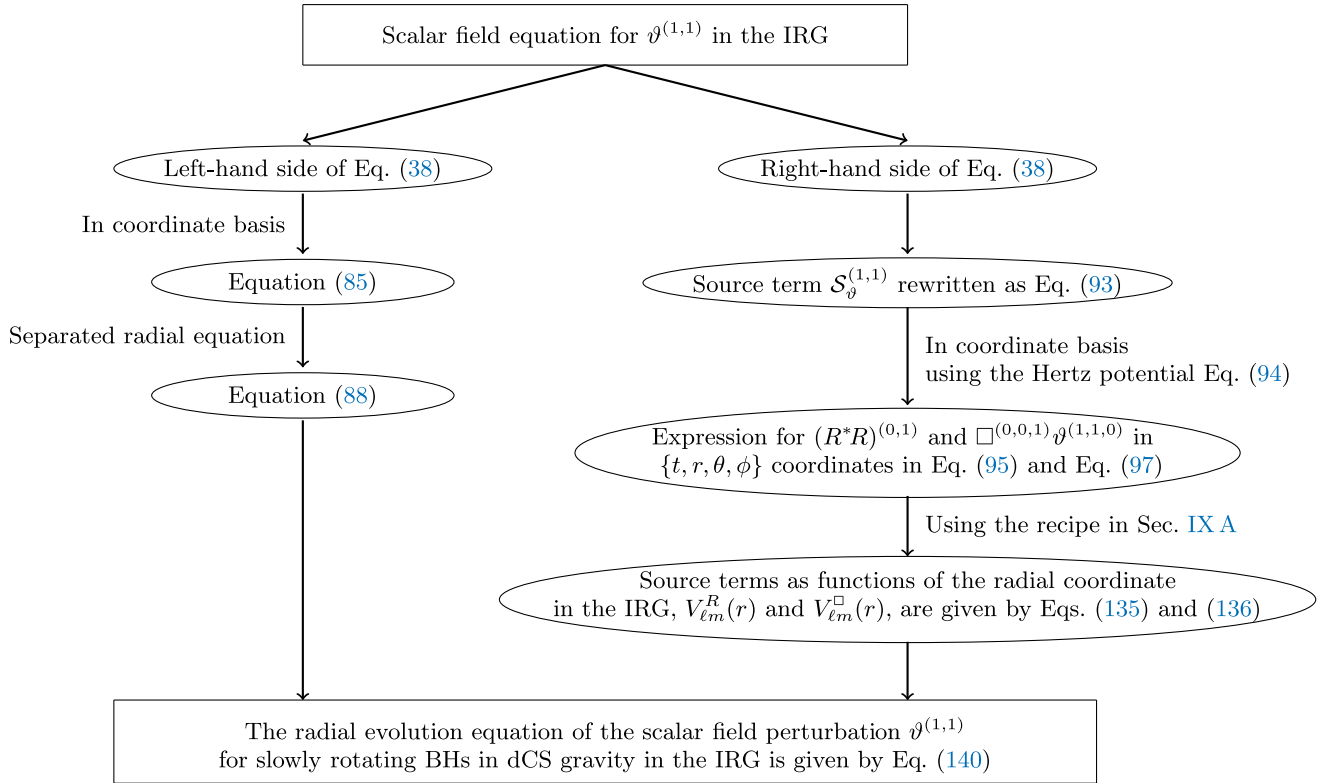 Scalar field equation for ϑ^{(1,1)} in the IRG
Left-hand side of Eq. (38)
Right-hand side of Eq. (38)
In coordinate basis
Equation (85)
Source term 𝒮_ϑ^{(1,1)} rewritten as Eq. (93)
Separated radial equation
In coordinate basis
using the Hertz potential Eq. (94)
Equation (88)
Expression for (R*R)^{(0,1)} and □^{(0,0,1)}ϑ^{(1,1,0)} in
{t, r, θ, ϕ} coordinates in Eq. (95) and Eq. (97)
Using the recipe in Sec. IX A
Source terms as functions of the radial coordinate
in the IRG, V_{ℓm}^R(r) and V_{ℓm}^□(r), are given by Eqs. (135) and (136)
The radial evolution equation of the scalar field perturbation ϑ^{(1,1)}
for slowly rotating BHs in dCS gravity in the IRG is given by Eq. (140)